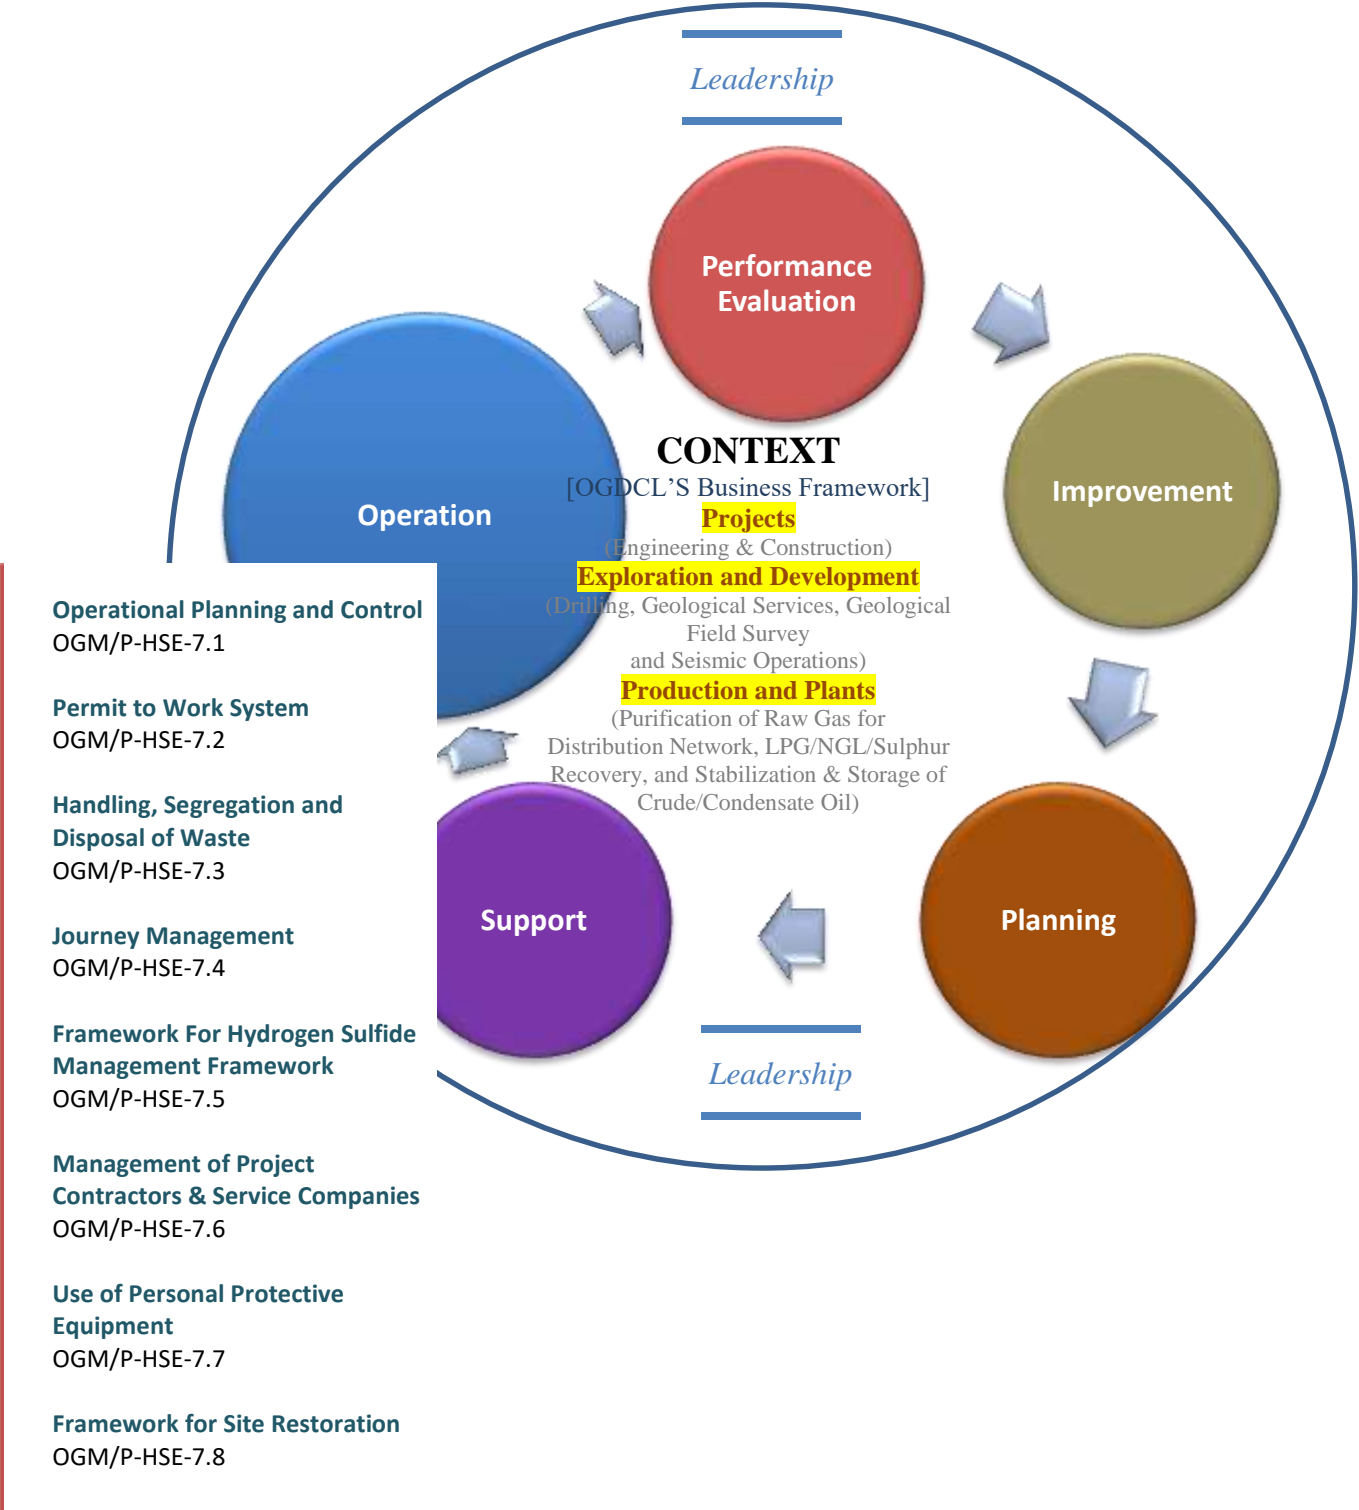 Leadership
Performance
Evaluation
Improvement
Operation
CONTEXT
[OGDCL’S Business Framework]
Projects
(Engineering & Construction)
Exploration and Development
(Drilling, Geological Services, Geological
Field Survey
and Seismic Operations)
Production and Plants
(Purification of Raw Gas for
Distribution Network, LPG/NGL/Sulphur
Recovery, and Stabilization & Storage of
Crude/Condensate Oil)
Support
Planning
Leadership
Operational Planning and Control
OGM/P-HSE-7.1
Permit to Work System
OGM/P-HSE-7.2
Handling, Segregation and
Disposal of Waste
OGM/P-HSE-7.3
Journey Management
OGM/P-HSE-7.4
Framework For Hydrogen Sulfide
Management Framework
OGM/P-HSE-7.5
Management of Project
Contractors & Service Companies
OGM/P-HSE-7.6
Use of Personal Protective
Equipment
OGM/P-HSE-7.7
Framework for Site Restoration
OGM/P-HSE-7.8